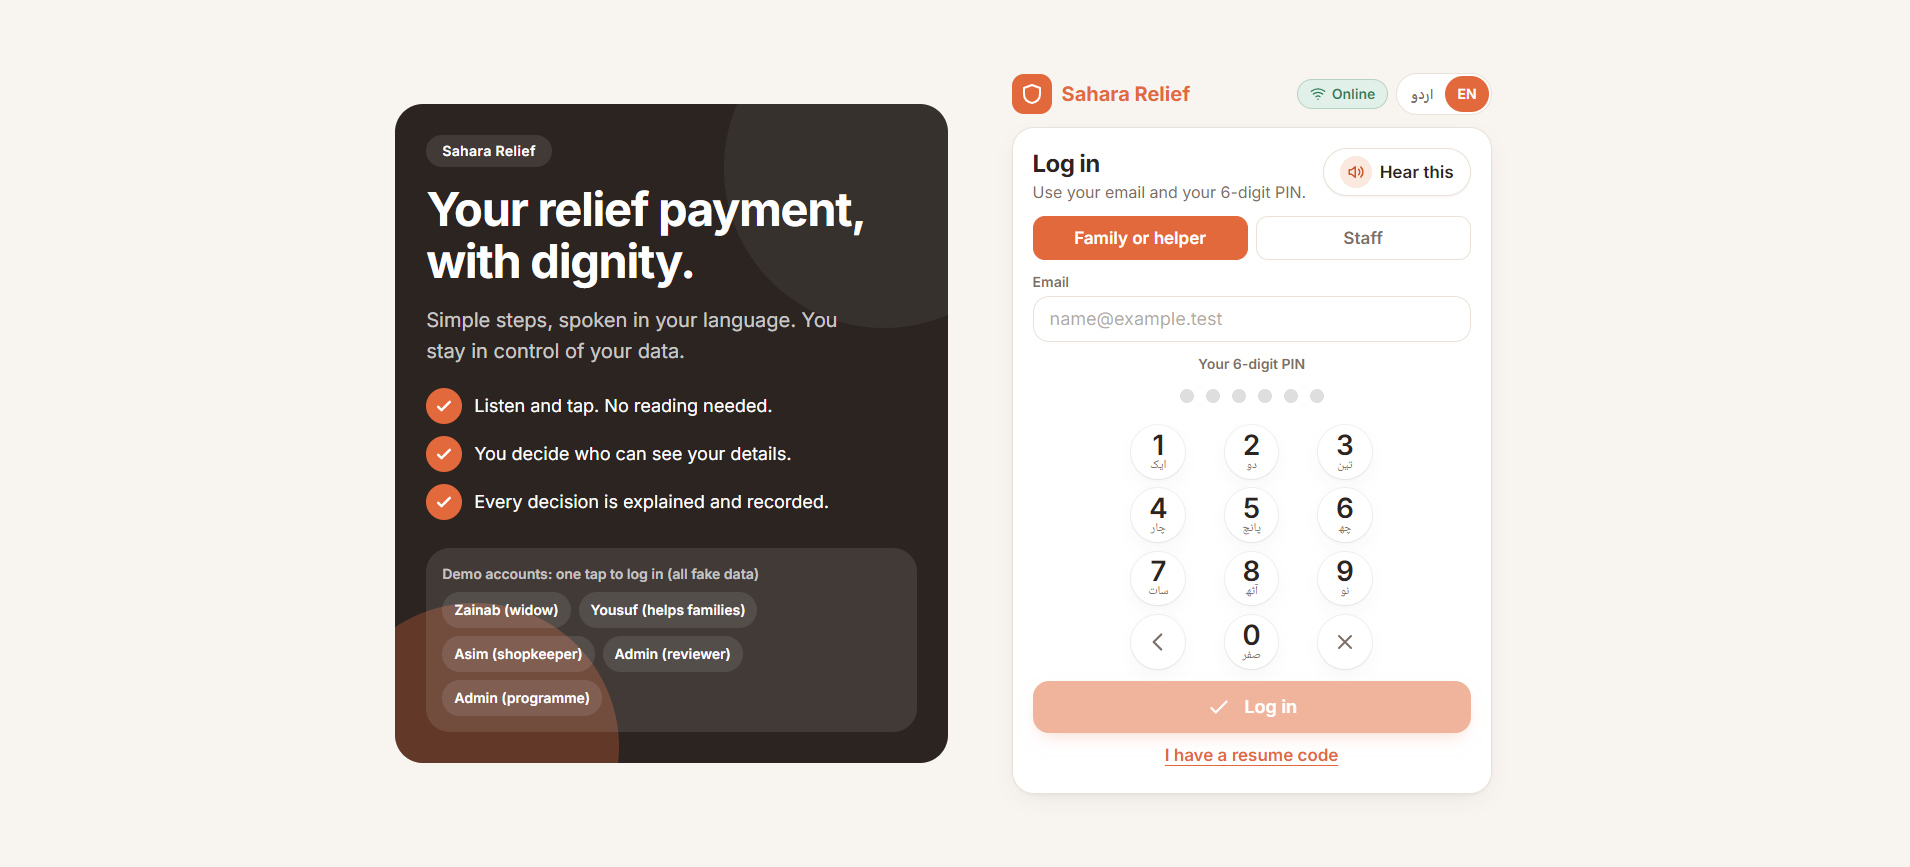 Sahara Relief
Your relief payment,
with dignity.
Simple steps, spoken in your language. You
stay in control of your data.
Listen and tap. No reading needed.
You decide who can see your details.
Every decision is explained and recorded.
Demo accounts: one tap to log in (all fake data)
Zainab (widow) Yousuf (helps families)
Asim (shopkeeper) Admin (reviewer)
Admin (programme)
Sahara Relief Online اردو EN
Log in
Hear this
Use your email and your 6-digit PIN.
Family or helper Staff
Email
name@example.test
Your 6-digit PIN
1 2 3
ایک دو تین
4 5 6
چار پانچ چھ
7 8 9
سات آٹھ نو
0
صفر
Log in
I have a resume code